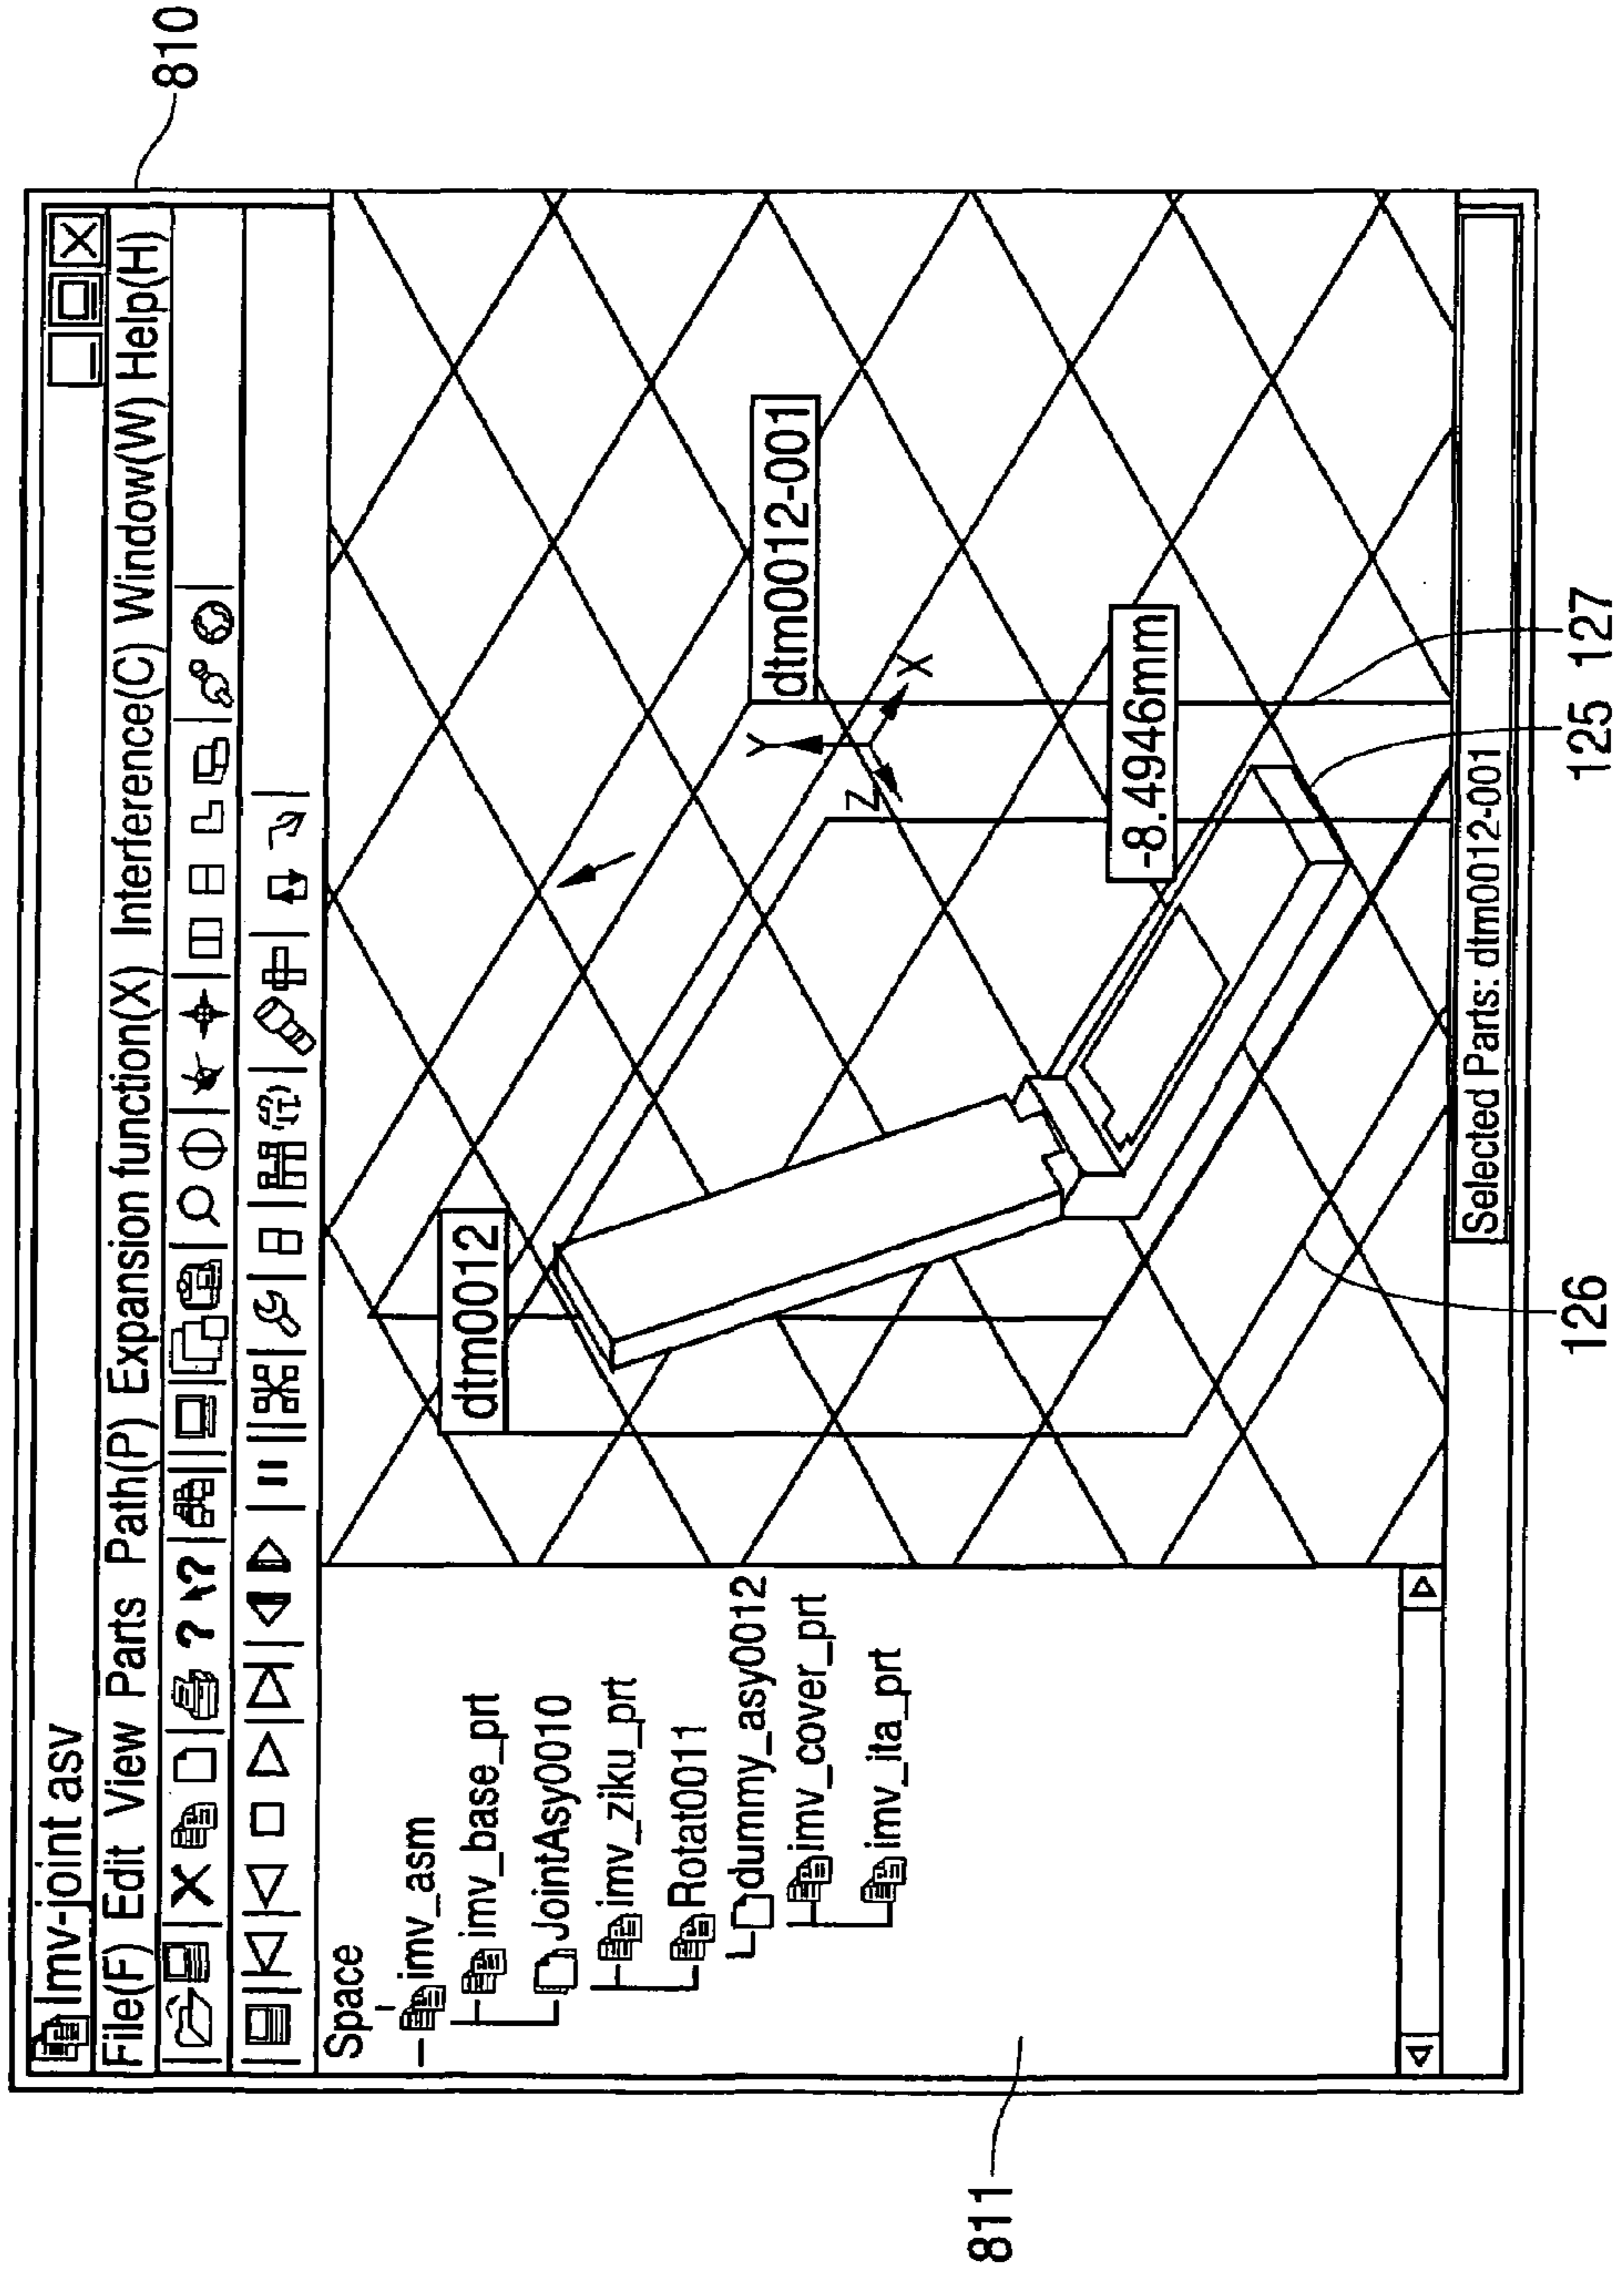 810
Imv-joint asv
File(F) Edit View Parts Path(P) Expansion function(X) Interference(C) Window(W) Help(H)
Space
imv_asm
imv_base_prt
JointAsy0010
imv_ziku_prt
Rotat0011
dummy_asy0012
imv_cover_prt
imv_ita_prt
dtm0012
dtm0012-001
Y
X
Z
-8.4946mm
Selected Parts: dtm0012-001
811
126
125
127